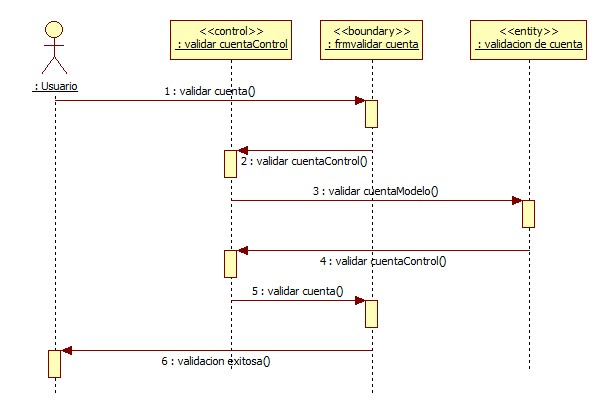 <<control>>
: validar cuentaControl
<<boundary>>
: frmvalidar cuenta
<<entity>>
: validacion de cuenta
: Usuario
1 : validar cuenta()
2 : validar cuentaControl()
3 : validar cuentaModelo()
4 : validar cuentaControl()
5 : validar cuenta()
6 : validacion exitosa()